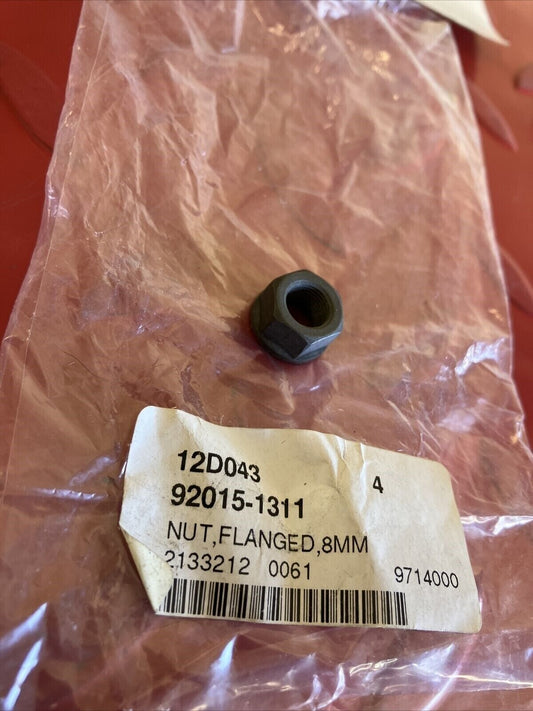 12D043 4
92015-1311
NUT,FLANGED,8MM
2133212 0061 9714000